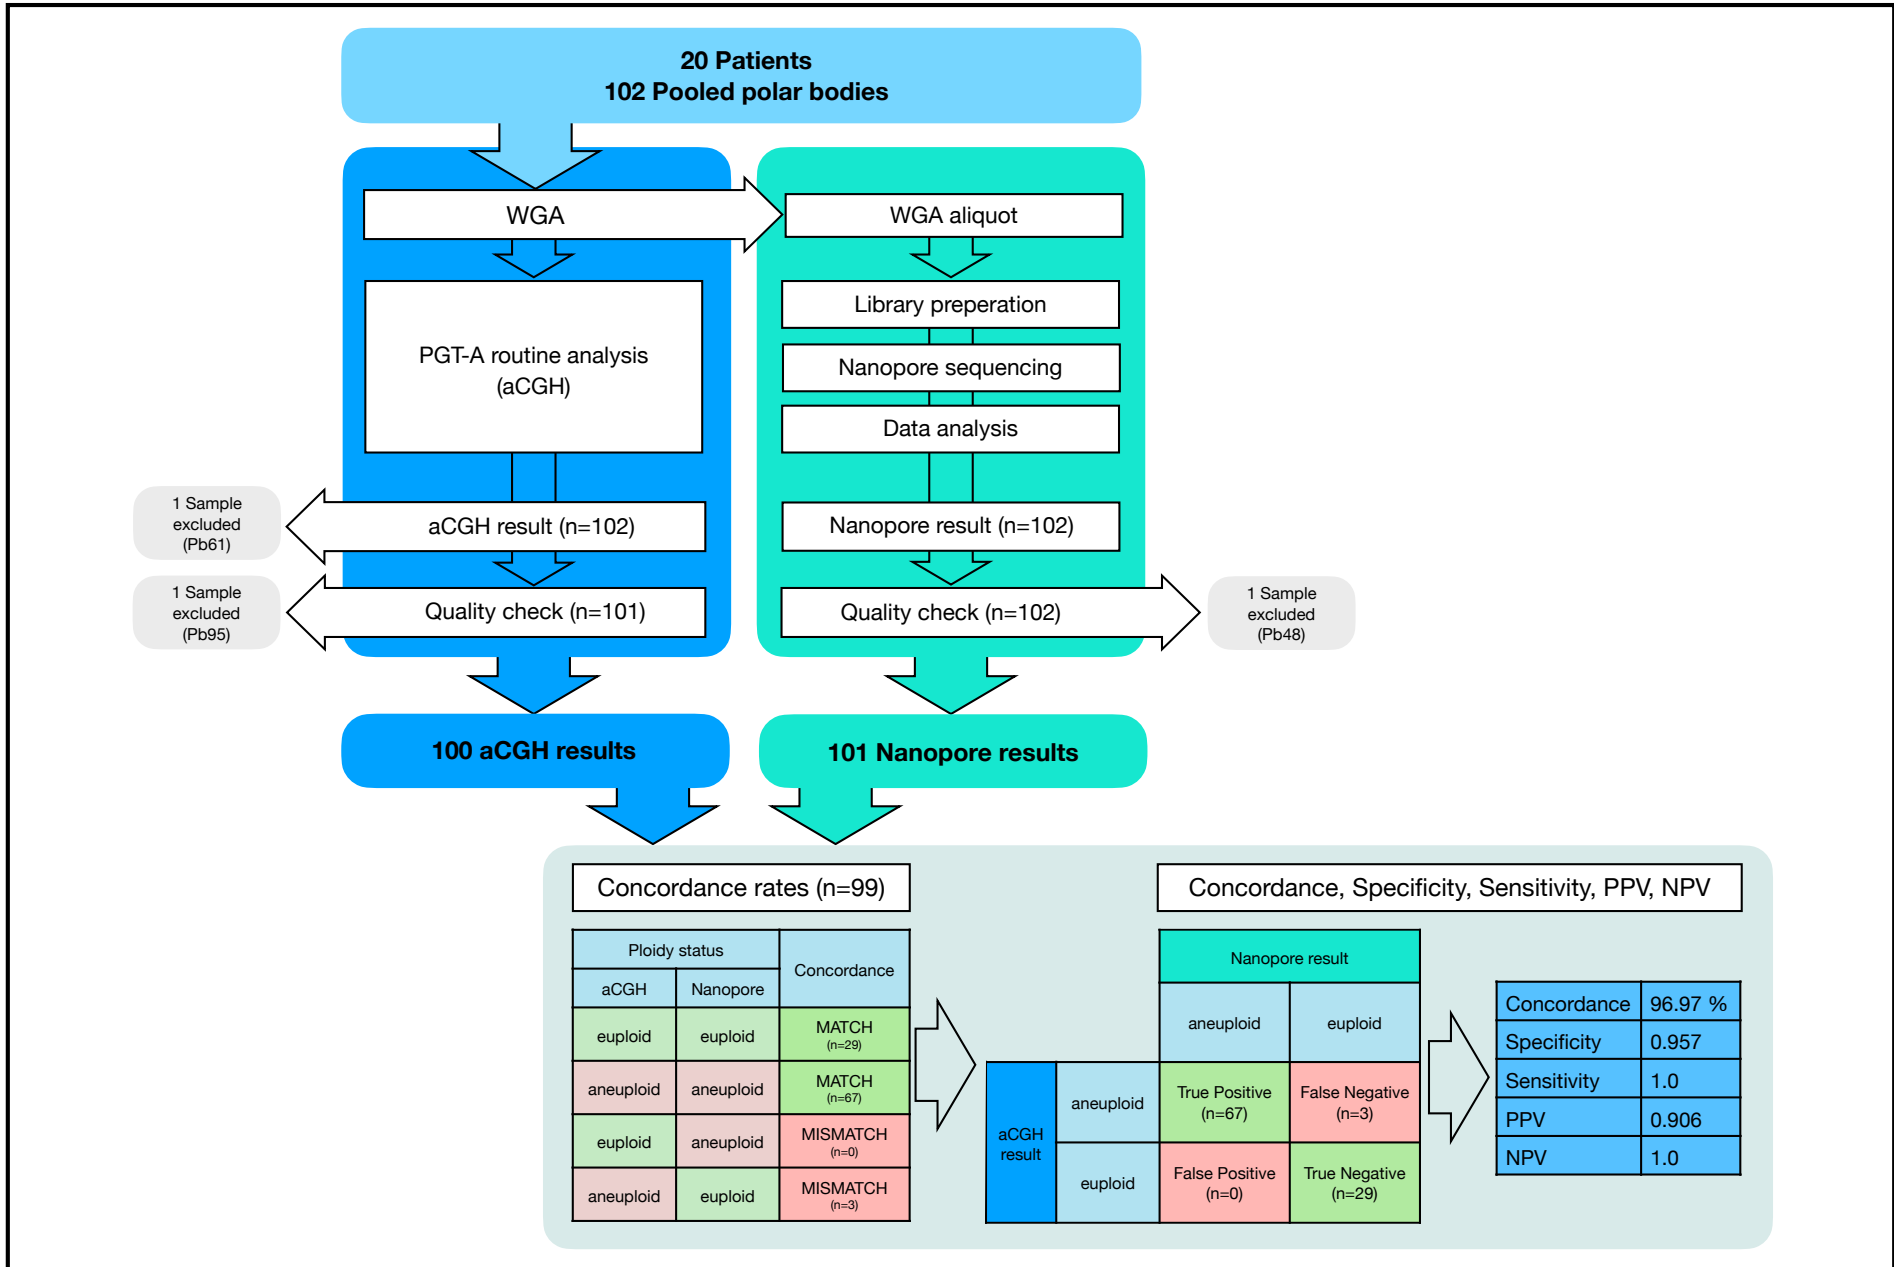 20 Patients
102 Pooled polar bodies
WGA
WGA aliquot
PGT-A routine analysis
(aCGH)
Library preperation
Nanopore sequencing
Data analysis
1 Sample
excluded
(Pb61)
aCGH result (n=102)
Nanopore result (n=102)
1 Sample
excluded
(Pb95)
Quality check (n=101)
Quality check (n=102)
1 Sample
excluded
(Pb48)
100 aCGH results
101 Nanopore results
Concordance rates (n=99)
Concordance, Specificity, Sensitivity, PPV, NPV
Ploidy status
Concordance
aCGH
Nanopore
euploid
euploid
MATCH
(n=29)
aneuploid
aneuploid
MATCH
(n=67)
euploid
aneuploid
MISMATCH
(n=0)
aneuploid
euploid
MISMATCH
(n=3)
Nanopore result
aneuploid
euploid
aCGH
result
aneuploid
True Positive
(n=67)
False Negative
(n=3)
euploid
False Positive
(n=0)
True Negative
(n=29)
Concordance 96.97 %
Specificity 0.957
Sensitivity 1.0
PPV 0.906
NPV 1.0